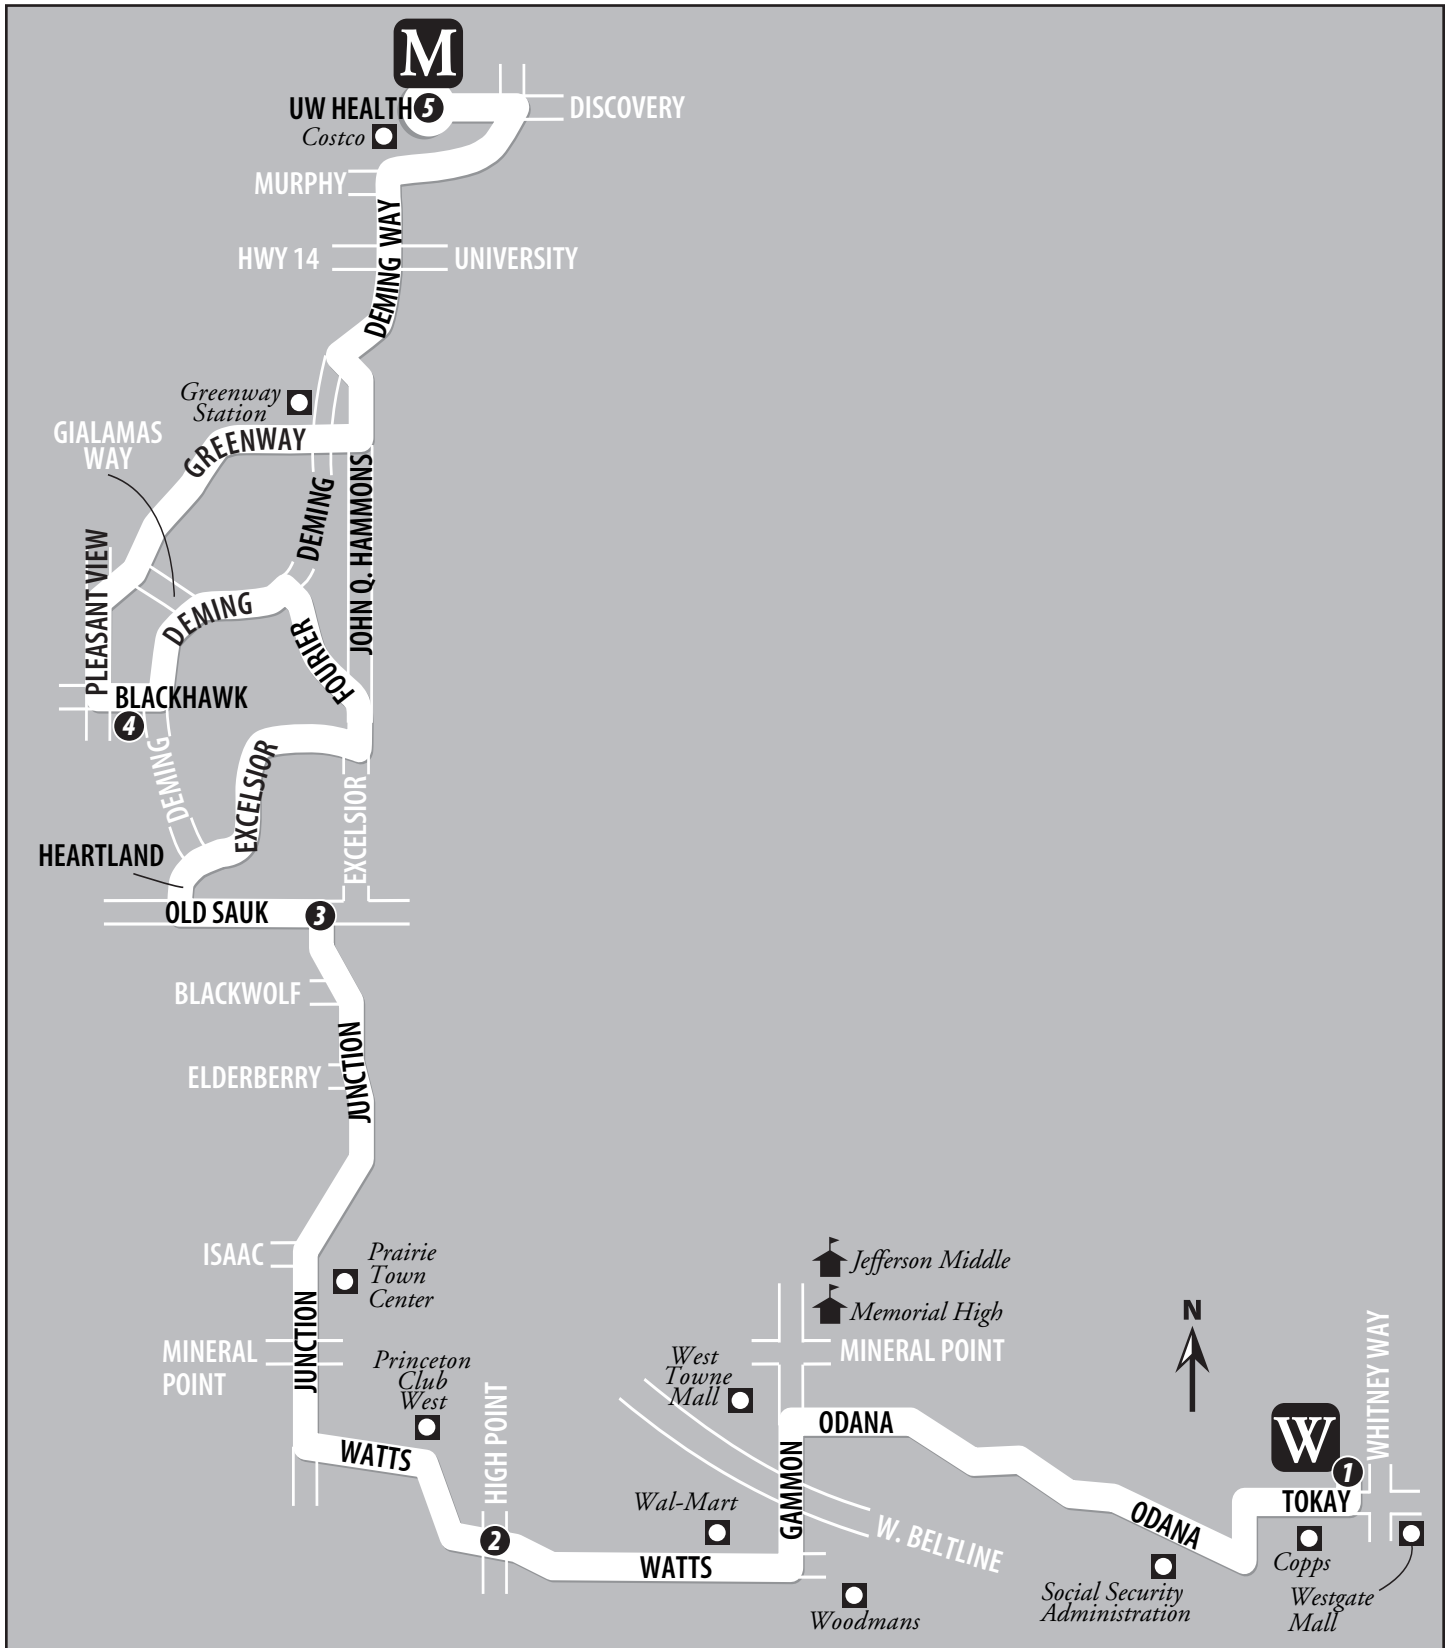 M
UW HEALTH 5
DISCOVERY
Costco
MURPHY
DEMING WAY
HWY 14
UNIVERSITY
DEMING WAY
Greenway
Station
GIALAMAS
WAY
GREENWAY
DEMING
JOHN Q. HAMMONS
PLEASANT VIEW
DEMING
FOURIER
BLACKHAWK
4
DEMING
EXCELSIOR
EXCELSIOR
HEARTLAND
OLD SAUK
3
BLACKWOLF
JUNCTION
ELDERBERRY
ISAAC
Prairie
Town
Center
JUNCTION
MINERAL
POINT
Princeton
Club
West
WATTS
HIGH POINT
2
WATTS
Wal-Mart
West
Towne
Mall
Jefferson Middle
Memorial High
MINERAL POINT
ODANA
GAMMON
W. BELTLINE
Woodmans
N
ODANA
Social Security
Administration
W
1
WHITNEY WAY
TOKAY
Copps
Westgate
Mall